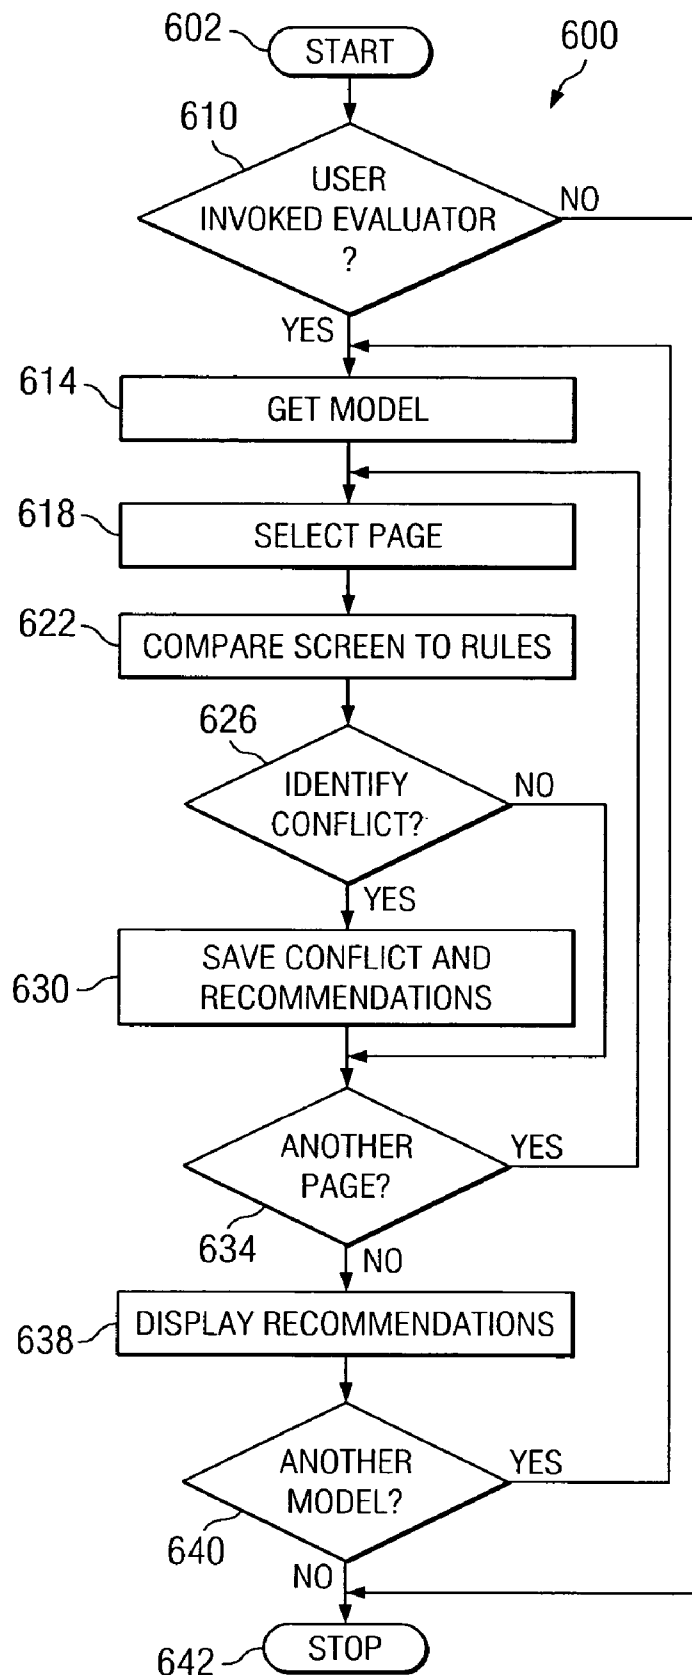 602
START
600
610
USER
INVOKED EVALUATOR
?
NO
YES
614
GET MODEL
618
SELECT PAGE
622
COMPARE SCREEN TO RULES
626
IDENTIFY
CONFLICT?
NO
YES
630
SAVE CONFLICT AND
RECOMMENDATIONS
ANOTHER
PAGE?
YES
634
NO
638
DISPLAY RECOMMENDATIONS
ANOTHER
MODEL?
YES
640
NO
642
STOP